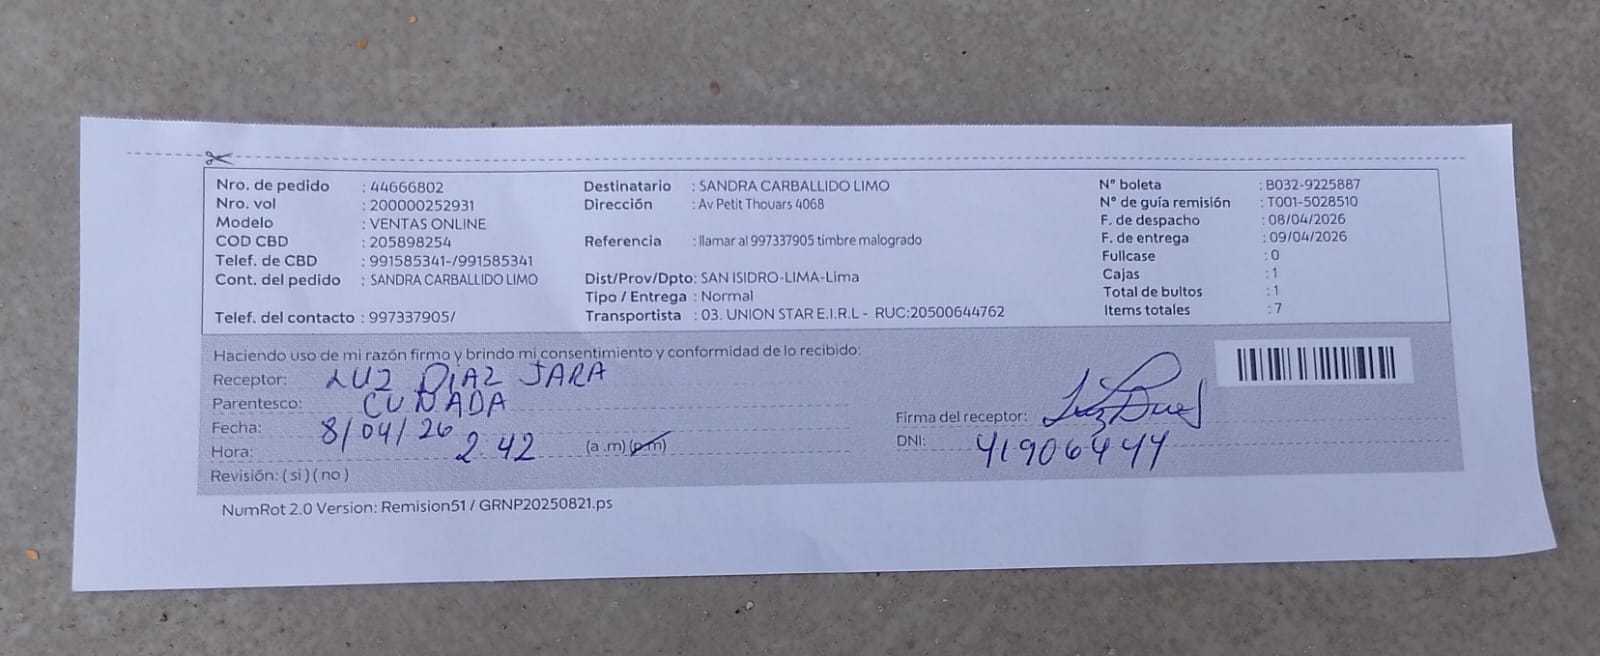 Nro. de pedido : 44666802 Destinatario : SANDRA CARBALLIDO LIMO N° boleta : B032-9225887
Nro. vol : 200000252931 Dirección : Av Petit Thouars 4068 N° de guía remisión : T001-5028510
Modelo : VENTAS ONLINE F. de despacho : 08/04/2026
COD CBD : 205898254 Referencia : llamar al 997337905 timbre malogrado F. de entrega : 09/04/2026
Telef. de CBD : 991585341-/991585341 Fullcase : 0
Cont. del pedido : SANDRA CARBALLIDO LIMO Dist/Prov/Dpto: SAN ISIDRO-LIMA-Lima Cajas : 1
Tipo / Entrega : Normal Total de bultos : 1
Telef. del contacto : 997337905/ Transportista : 03. UNION STAR E.I.R.L - RUC:20500644762 Items totales : 7
Haciendo uso de mi razón firmo y brindo mi consentimiento y conformidad de lo recibido:
Receptor: LUZ DIAZ JARA
Parentesco: CUÑADA
Fecha: 8/04/26 Firma del receptor:
Hora: 2.42 (a .m) (p.m) DNI: 41906444
Revisión: ( si ) ( no )
NumRot 2.0 Version: Remision51 / GRNP20250821.ps